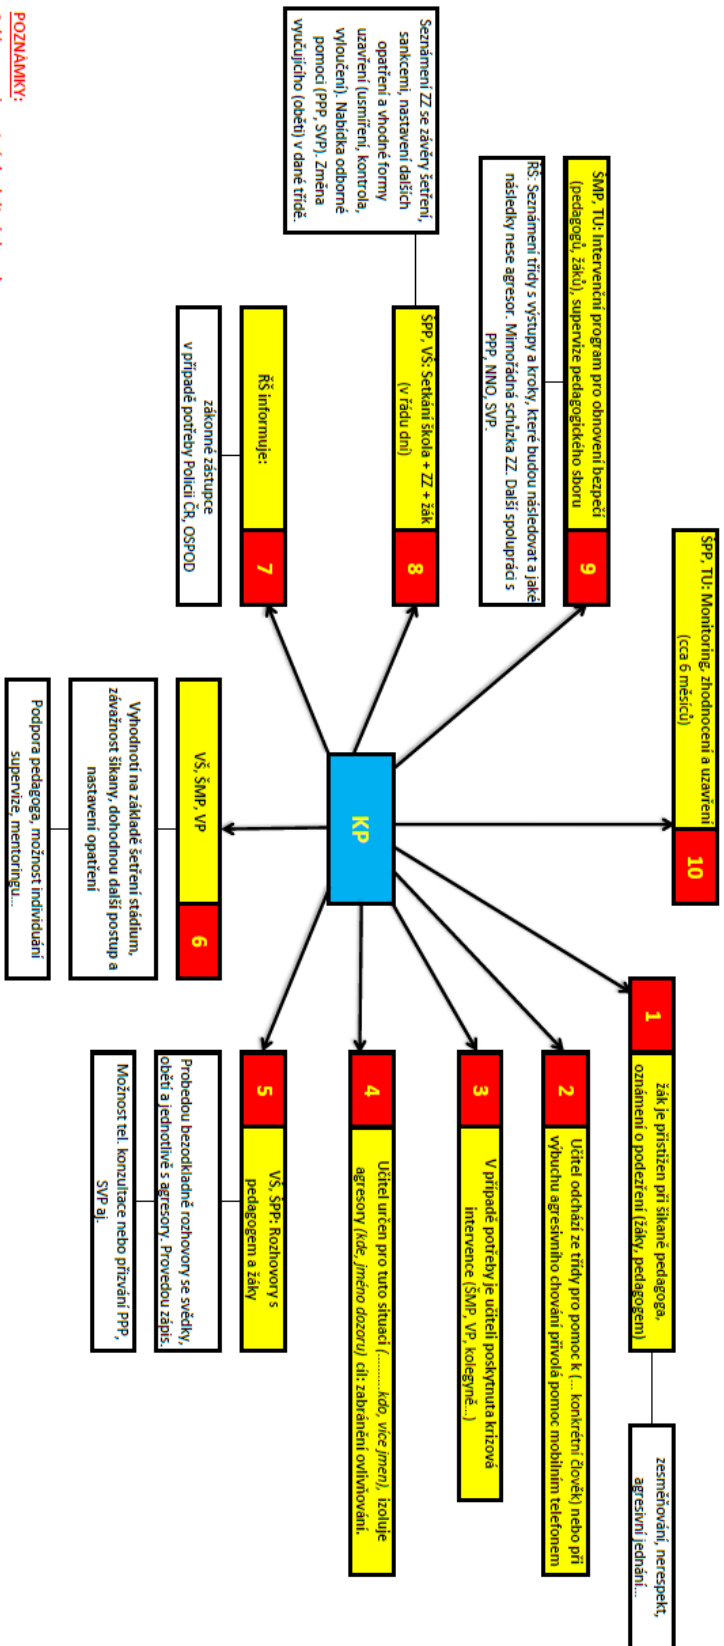 KP
1
žák je přistižen při šikaně pedagoga,
oznámení o podezření (žáky, pedagogem)
zesměňování, nerespekt,
agresivní jednání...
2
Učitel odchází ze třídy pro pomoc k (... konkrétní člověk) nebo při
výbuchu agresivního chování přivolá pomoc mobilním telefonem
3
V případě potřeby je učiteli poskytnuta krizová
intervence (ŠMP, VP, kolegyně...)
4
Učitel určen pro tuto situaci (..........kdo, více jmen), izoluje
agresory (kde, jméno dozoru) cíl: zabránění ovlivňování.
5
VŠ, ŠPP: Rozhovory s
pedagogem a žáky
Probedou bezodkladně rozhovory se svědky,
obětí a jednotlivě s agresory. Provedou zápis.
Možnost tel. konzultace nebo přizvání PPP,
SVP aj.
VŠ, ŠMP, VP
6
Vyhodnotí na základě šetření stádium,
závažnost šikany, dohodnou další postup a
nastavení opatření
Podpora pedagoga, možnost individuání
supervize, mentoringu...
ŘŠ informuje:
7
zákonné zástupce
v případě potřeby Policii ČR, OSPOD
ŠPP, VŠ: Setkání škola + ZZ + žák
(v řádu dní)
8
Seznámení ZZ se závěry šetření,
sankcemi, nastavení dalších
opatření a vhodné formy
uzavření (usmíření, kontrola,
vyloučení). Nabídka odborné
pomoci (PPP, SVP). Změna
vyučujícího (oběti) v dané třídě.
ŠMP, TU: Intervenční program pro obnovení bezpečí
(pedagogů, žáků), supervize pedagogického sboru
9
ŘŠ: Seznámení třídy s výstupy a kroky, které budou následovat a jaké
následky nese agresor. Mimořádná schůzka ZZ. Další spolupráci s
PPP, NNO, SVP.
ŠPP, TU: Monitoring, zhodnocení a uzavření
(cca 6 měsíců)
10
POZNÁMKY: